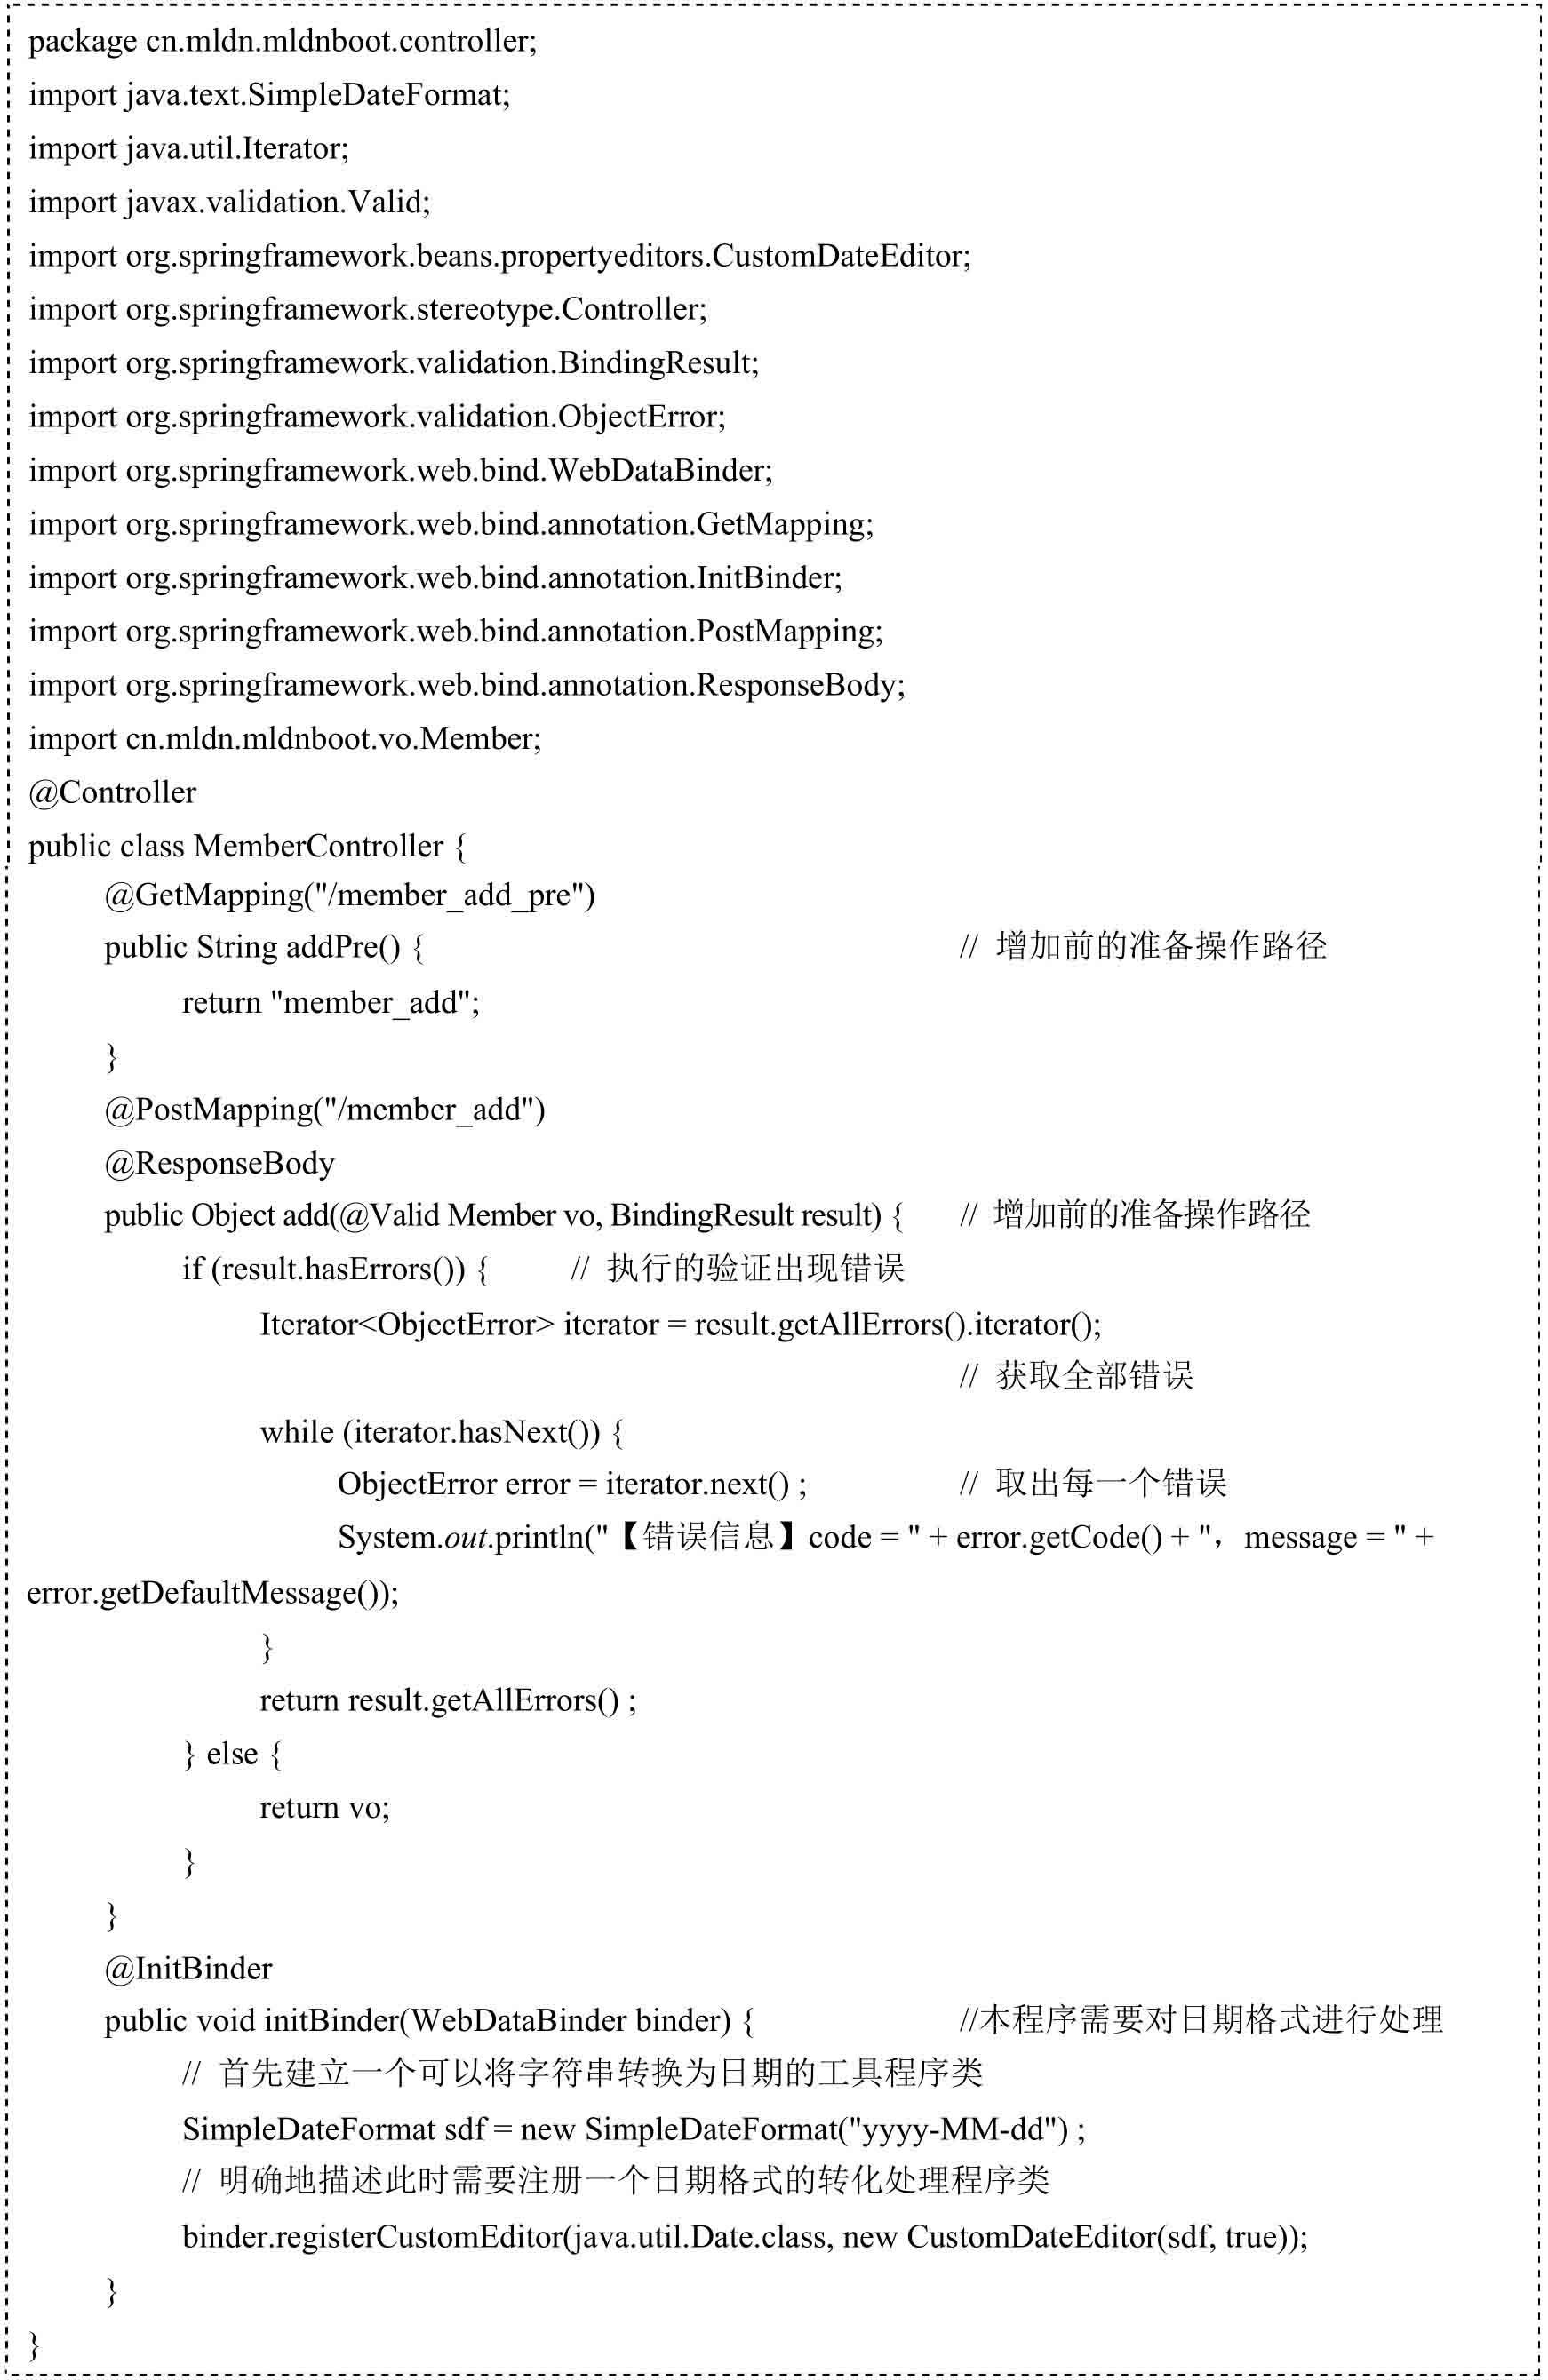 package cn.mldn.mldnboot.controller;
import java.text.SimpleDateFormat;
import java.util.Iterator;
import javax.validation.Valid;
import org.springframework.beans.propertyeditors.CustomDateEditor;
import org.springframework.stereotype.Controller;
import org.springframework.validation.BindingResult;
import org.springframework.validation.ObjectError;
import org.springframework.web.bind.WebDataBinder;
import org.springframework.web.bind.annotation.GetMapping;
import org.springframework.web.bind.annotation.InitBinder;
import org.springframework.web.bind.annotation.PostMapping;
import org.springframework.web.bind.annotation.ResponseBody;
import cn.mldn.mldnboot.vo.Member;
@Controller
public class MemberController {
@GetMapping("/member_add_pre")
public String addPre() { // 增加前的准备操作路径
return "member_add";
}
@PostMapping("/member_add")
@ResponseBody
public Object add(@Valid Member vo, BindingResult result) { // 增加前的准备操作路径
if (result.hasErrors()) { // 执行的验证出现错误
Iterator<ObjectError> iterator = result.getAllErrors().iterator();
// 获取全部错误
while (iterator.hasNext()) {
ObjectError error = iterator.next() ; // 取出每一个错误
System.out.println("【错误信息】code = " + error.getCode() + "，message = " +
error.getDefaultMessage());
}
return result.getAllErrors() ;
} else {
return vo;
}
}
@InitBinder
public void initBinder(WebDataBinder binder) { //本程序需要对日期格式进行处理
// 首先建立一个可以将字符串转换为日期的工具程序类
SimpleDateFormat sdf = new SimpleDateFormat("yyyy-MM-dd") ;
// 明确地描述此时需要注册一个日期格式的转化处理程序类
binder.registerCustomEditor(java.util.Date.class, new CustomDateEditor(sdf, true));
}
}